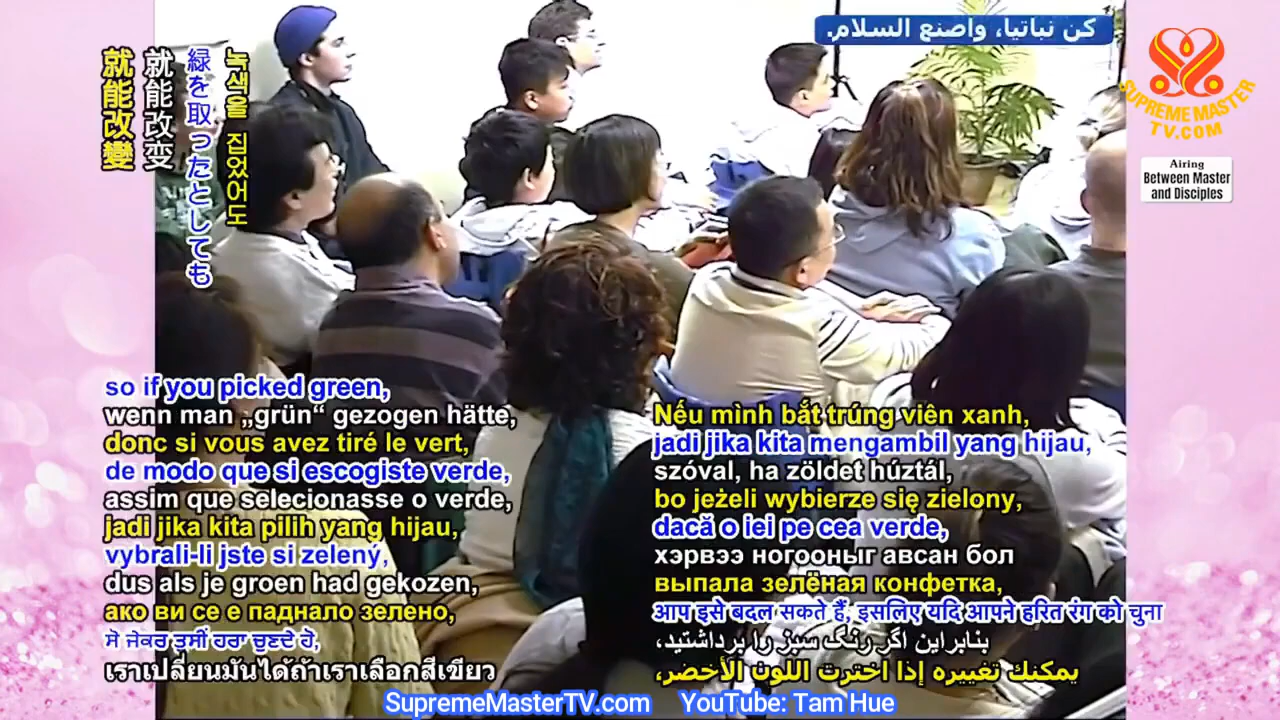 كن نباتيا، واصنع السلام.
SUPREME MASTER
TV.COM
Airing
Between Master
and Disciples
녹색을 집었어도
緑を取ったとしても
就能改变
就能改變
so if you picked green,
wenn man „grün“ gezogen hätte,
donc si vous avez tiré le vert,
de modo que si escogiste verde,
assim que selecionasse o verde,
jadi jika kita pilih yang hijau,
vybrali-li jste si zelený,
dus als je groen had gekozen,
ако ви се е паднало зелено,
ਸੋ ਜੇਕਰ ਤੁਸੀਂ ਹਰਾ ਚੁਣਦੇ ਹੋ,
เราเปลี่ยนมันได้ถ้าเราเลือกสีเขียว
Nếu mình bắt trúng viên xanh,
jadi jika kita mengambil yang hijau,
szóval, ha zöldet húztál,
bo jeżeli wybierze się zielony,
dacă o iei pe cea verde,
хэрвээ ногооныг авсан бол
выпала зелёная конфетка,
आप इसे बदल सकते हैं, इसलिए यदि आपने हरित रंग को चुना
بنابراین اگر رنگ سبز را برداشتید،
يمكنك تغييره إذا اخترت اللون الأخضر،
SupremeMasterTV.com YouTube: Tam Hue